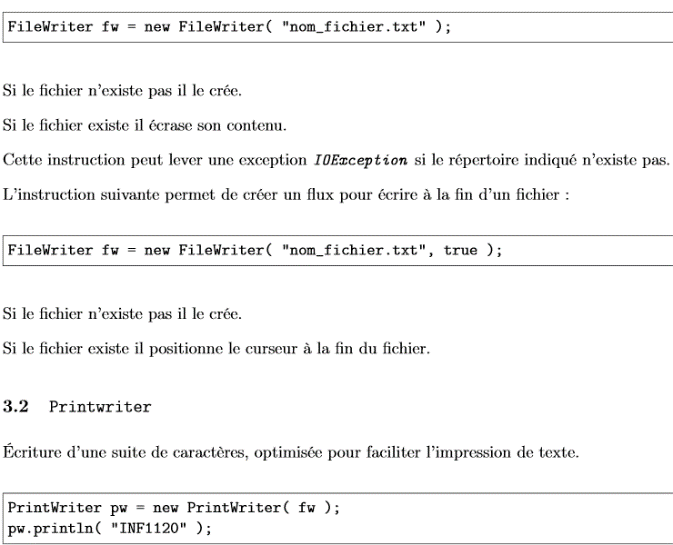 FileWriter fw = new FileWriter( "nom_fichier.txt" );
Si le fichier n'existe pas il le crée.
Si le fichier existe il écrase son contenu.
Cette instruction peut lever une exception IOException si le répertoire indiqué n'existe pas.
L'instruction suivante permet de créer un flux pour écrire à la fin d'un fichier :
FileWriter fw = new FileWriter( "nom_fichier.txt", true );
Si le fichier n'existe pas il le crée.
Si le fichier existe il positionne le curseur à la fin du fichier.
3.2 Printwriter
Écriture d'une suite de caractères, optimisée pour faciliter l'impression de texte.
PrintWriter pw = new PrintWriter( fw );
pw.println( "INF1120" );